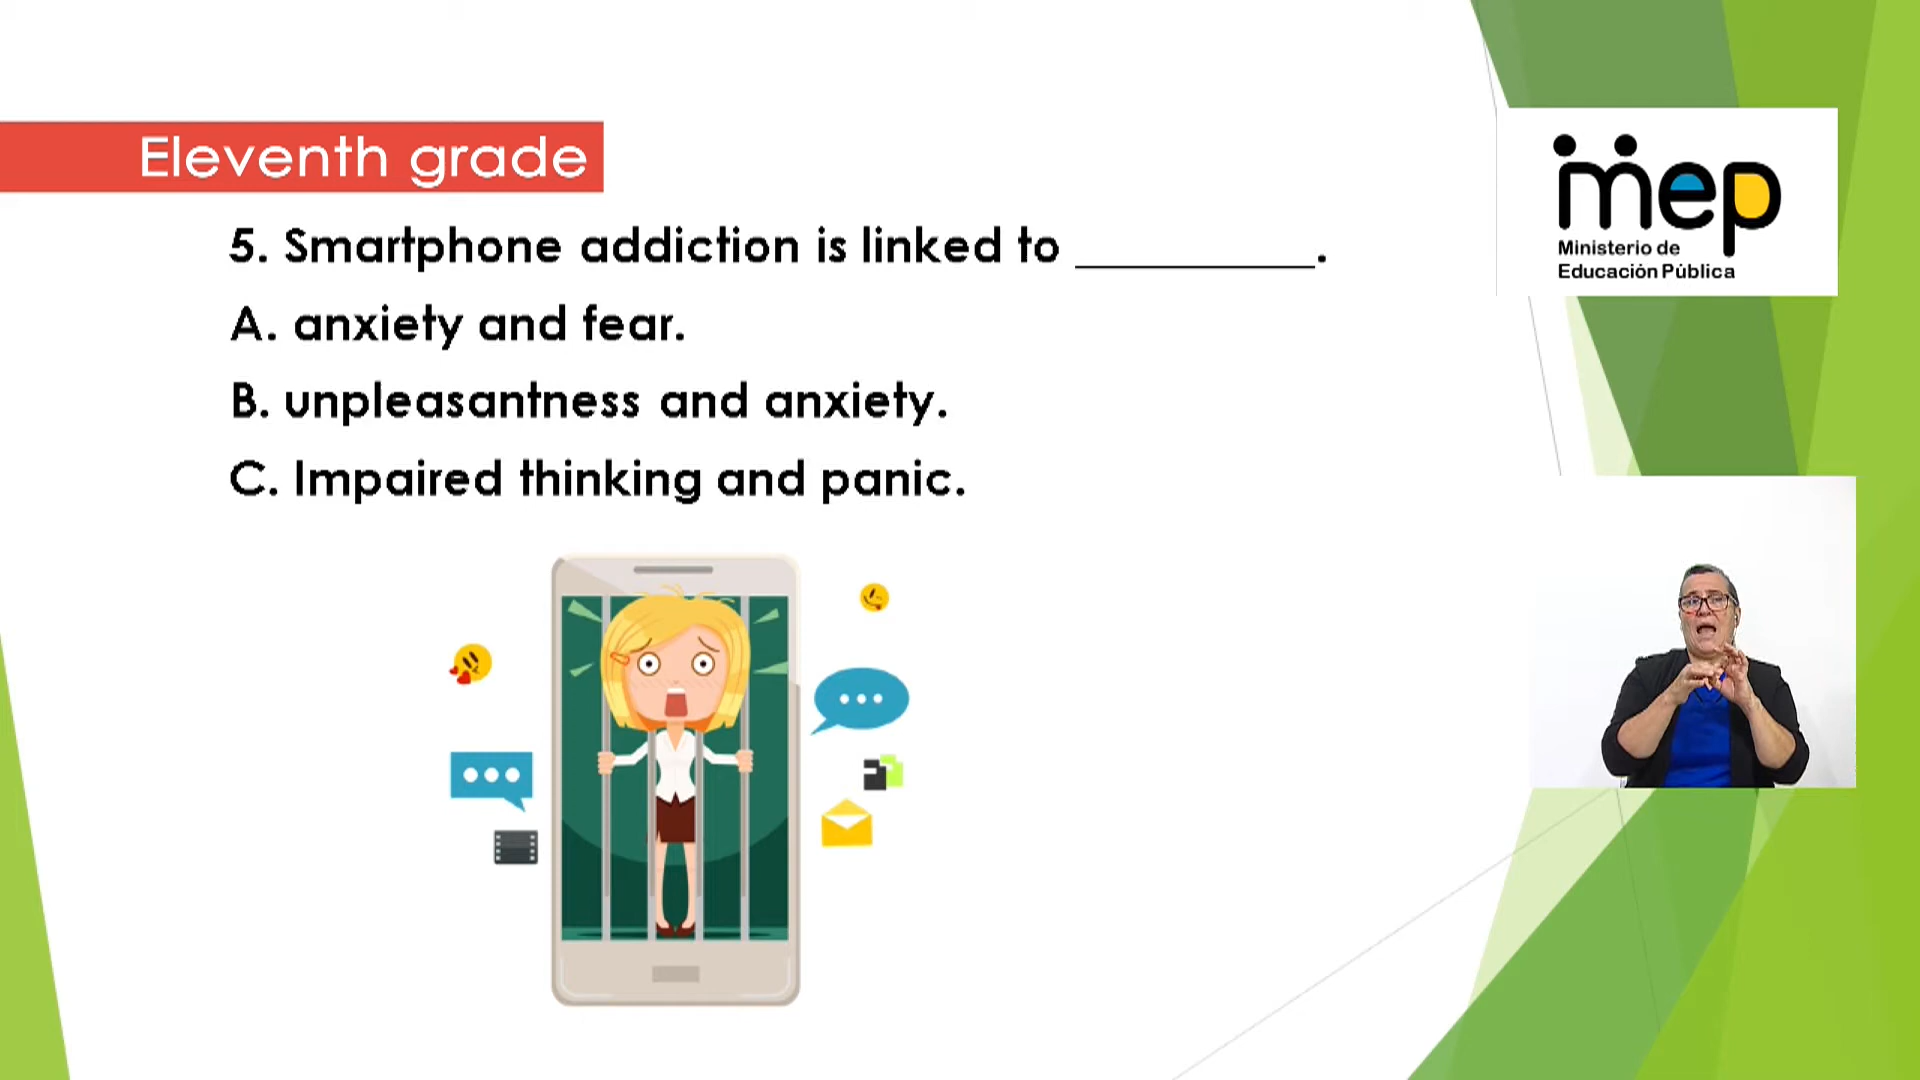 Eleventh grade
5. Smartphone addiction is linked to __________.
A. anxiety and fear.
B. unpleasantness and anxiety.
C. Impaired thinking and panic.
mep
Ministerio de
Educación Pública